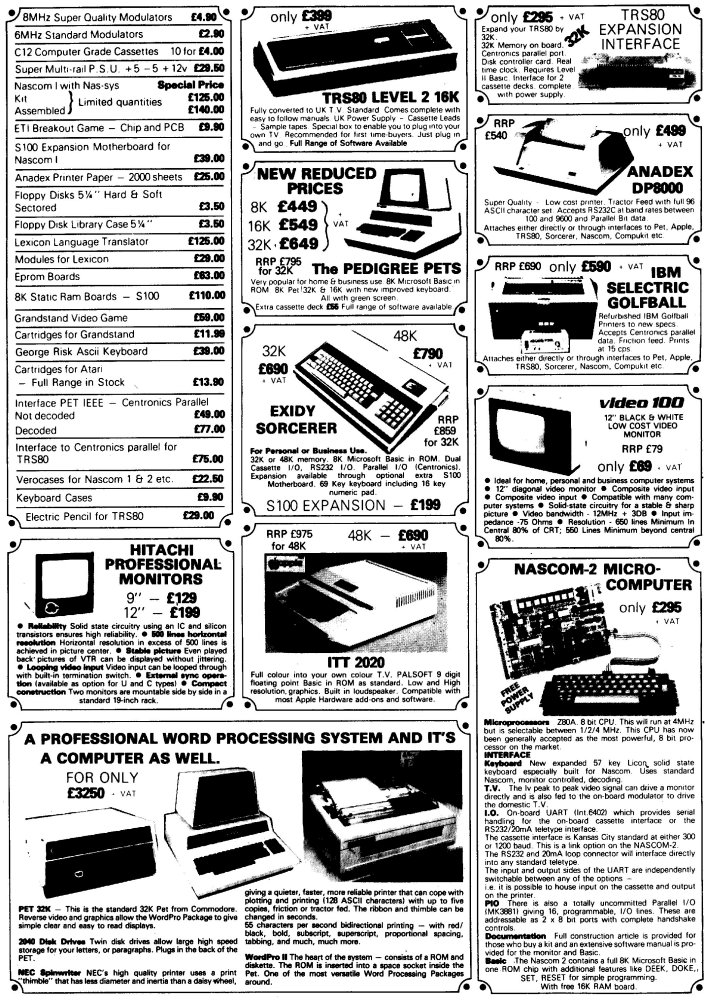 8MHz Super Quality Modulators £4.90
6MHz Standard Modulators £2.90
C12 Computer Grade Cassettes 10 for £4.00
Super Multi-rail P.S.U. +5 -5 +12v £29.50
Nascom I with Nas-sys Special Price
Kit } Limited quantities £125.00
Assembled £140.00
ETI Breakout Game — Chip and PCB £9.90
S100 Expansion Motherboard for
Nascom I £39.00
Anadex Printer Paper — 2000 sheets £25.00
Floppy Disks 5¼" Hard & Soft
Sectored £3.50
Floppy Disk Library Case 5¼" £3.50
Lexicon Language Translator £125.00
Modules for Lexicon £29.00
Eprom Boards £63.00
8K Static Ram Boards — S100 £110.00
Grandstand Video Game £59.00
Cartridges for Grandstand £11.99
George Risk Ascii Keyboard £39.00
Cartridges for Atari
— Full Range in Stock £13.90
Interface PET IEEE — Centronics Parallel
Not decoded £49.00
Decoded £77.00
Interface to Centronics parallel for
TRS80 £75.00
Verocases for Nascom 1 & 2 etc. £22.50
Keyboard Cases £9.90
Electric Pencil for TRS80 £29.00
HITACHI
PROFESSIONAL
MONITORS
9" — £129
12" — £199
● Reliability Solid state circuitry using an IC and silicon
transistors ensures high reliability. ● 500 lines horizontal
resolution Horizontal resolution in excess of 500 lines is
achieved in picture center. ● Stable picture Even played
back pictures of VTR can be displayed without jittering.
● Looping video input Video input can be looped through
with built-in termination switch. ● External sync opera-
tion (available as option for U and C types) ● Compact
construction Two monitors are mountable side by side in a
standard 19-inch rack.
only £399
+ VAT
TRS80 LEVEL 2 16K
Fully converted to UK T.V. Standard. Comes complete with
easy to follow manuals. UK Power Supply — Cassette Leads
— Sample tapes. Special box to enable you to plug into your
own TV. Recommended for first time buyers. Just plug in
and go. Full Range of Software Available
NEW REDUCED
PRICES
8K £449
16K £549
32K £649
+
VAT
RRP £795
for 32K
The PEDIGREE PETS
Very popular for home & business use. 8K Microsoft Basic in
ROM. 8K Pet 32K & 16K with new improved keyboard.
All with green screen.
Extra cassette deck £55 Full range of software available
48K
£790
+ VAT
32K
£690
+ VAT
EXIDY
SORCERER
RRP
£859
for 32K
For Personal or Business Use.
32K or 48K memory. 8K Microsoft Basic in ROM. Dual
Cassette I/O, RS232 I/O. Parallel I/O (Centronics).
Expansion available through optional extra S100
Motherboard. 69 Key keyboard including 16 key
numeric pad.
S100 EXPANSION — £199
RRP £975
for 48K
48K — £690
+ VAT
apple
ITT 2020
Full colour into your own colour T.V. PALSOFT 9 digit
floating point Basic in ROM as standard. Low and High
resolution graphics. Built in loudspeaker. Compatible with
most Apple Hardware add-ons and software.
only £295 + VAT
Expand your TRS80 by
32K.
32K Memory on board.
Centronics parallel port.
Disk controller card. Real
time clock. Requires Level
II Basic. Interface for 2
cassette decks. complete
with power supply.
32K
TRS80
EXPANSION
INTERFACE
RRP
£540
only £499
+ VAT
ANADEX
DP8000
Super Quality — Low cost printer. Tractor Feed with full 96
ASCII character set. Accepts RS232C at band rates between
100 and 9600 and Parallel Bit data.
Attaches either directly or through interfaces to Pet, Apple,
TRS80, Sorcerer, Nascom, Compukit etc.
RRP £690 only £590 + VAT
IBM
SELECTRIC
GOLFBALL
Refurbished IBM Golfball
Printers to new specs.
Accepts Centronics parallel
data. Friction feed. Prints
at 15 cps.
Attaches either directly or through interfaces to Pet, Apple,
TRS80, Sorcerer, Nascom, Compukit etc.
video 100
12" BLACK & WHITE
LOW COST VIDEO
MONITOR
RRP £79
only £69 + VAT
● Ideal for home, personal and business computer systems
● 12" diagonal video monitor ● Composite video input
● Composite video input ● Compatible with many com-
puter systems ● Solid-state circuitry for a stable & sharp
picture ● Video bandwidth - 12MHz + 3DB ● Input im-
pedance -75 Ohms ● Resolution - 650 lines Minimum In
Central 80% of CRT; 550 Lines Minimum beyond central
80%.
NASCOM-2 MICRO-
COMPUTER
only £295
+ VAT
FREE
POWER
SUPPLY
Microprocessors Z80A. 8 bit CPU. This will run at 4MHz
but is selectable between 1/2/4 MHz. This CPU has now
been generally accepted as the most powerful, 8 bit pro-
cessor on the market.
INTERFACE
Keyboard New expanded 57 key Licon solid state
keyboard especially built for Nascom. Uses standard
Nascom, monitor controlled, decoding.
T.V. The lv peak to peak video signal can drive a monitor
directly and is also fed to the on-board modulator to drive
the domestic T.V.
I.O. On-board UART (Int.6402) which provides serial
handling for the on-board cassette interface or the
RS232/20mA teletype interface.
The cassette interface is Kansas City standard at either 300
or 1200 baud. This is a link option on the NASCOM-2.
The RS232 and 20mA loop connector will interface directly
into any standard teletype.
The input and output sides of the UART are independently
switchable between any of the options —
i.e. it is possible to house input on the cassette and output
on the printer.
PIO There is also a totally uncommitted Parallel I/O
(MK3881) giving 16, programmable, I/O lines. These are
addressable as 2 x 8 bit ports with complete handshake
controls.
Documentation Full construction article is provided for
those who buy a kit and an extensive software manual is pro-
vided for the monitor and Basic.
Basic The Nascom 2 contains a full 8K Microsoft Basic in
one ROM chip with additional features like DEEK, DOKE,
SET, RESET for simple programming.
With free 16K RAM board.
A PROFESSIONAL WORD PROCESSING SYSTEM AND IT'S
A COMPUTER AS WELL.
FOR ONLY
£3250 + VAT
PET 32K — This is the standard 32K Pet from Commodore.
Reverse video and graphics allow the WordPro Package to give
simple clear and easy to read displays.
2040 Disk Drives Twin disk drives allow large high speed
storage for your letters, or paragraphs. Plugs in the back of the
PET.
NEC Spinwriter NEC's high quality printer uses a print
"thimble" that has less diameter and inertia than a daisy wheel,
giving a quieter, faster, more reliable printer that can cope with
plotting and printing (128 ASCII characters) with up to five
copies, friction or tractor fed. The ribbon and thimble can be
changed in seconds.
55 characters per second bidirectional printing — with red/
black, bold, subscript, superscript, proportional spacing,
tabbing, and much, much more.
WordPro II The heart of the system — consists of a ROM and
diskette. The ROM is inserted into a space socket inside the
Pet. One of the most versatile Word Processing Packages
around.